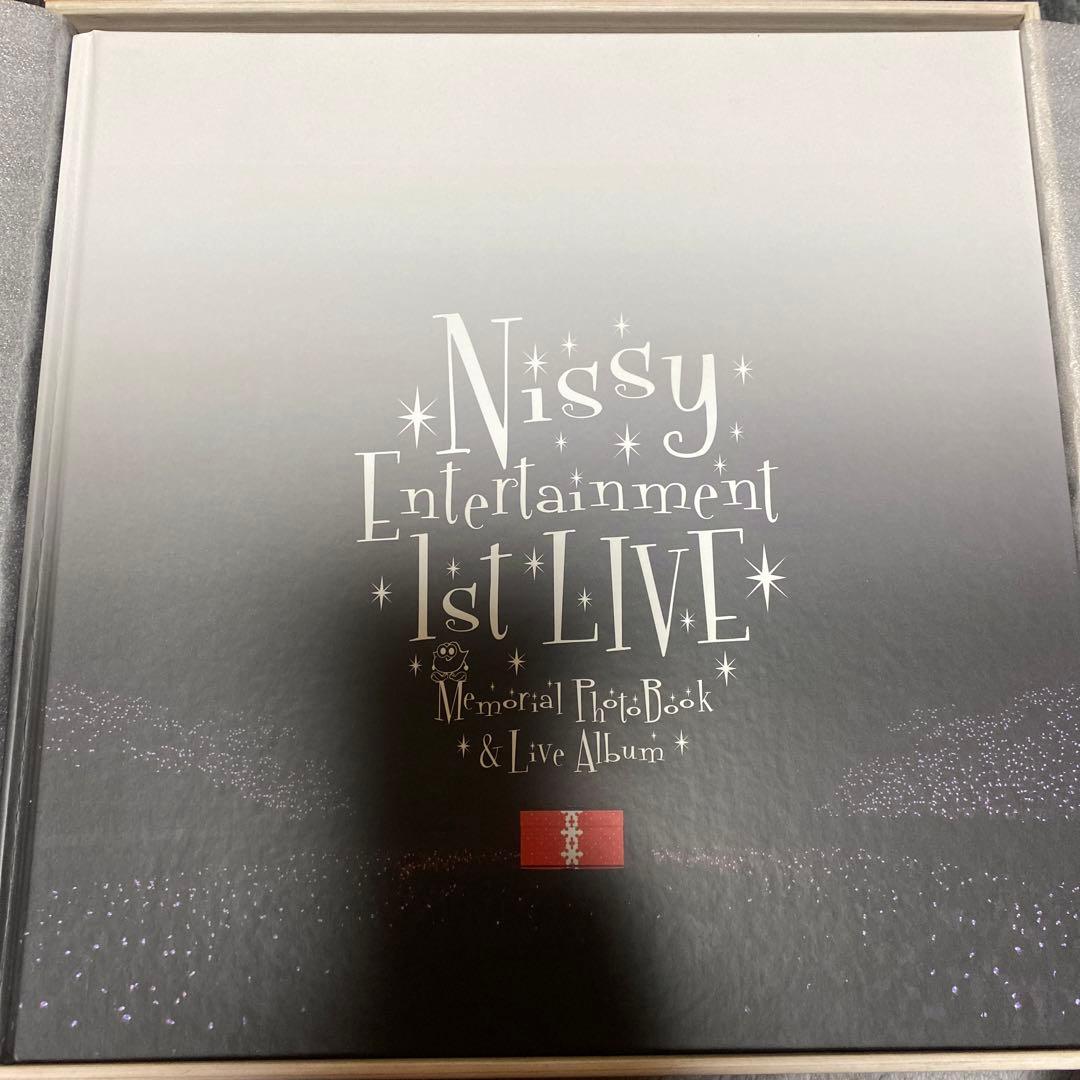 Nissy
Entertainment
1st LIVE
Memorial PhotoBook
& Live Album